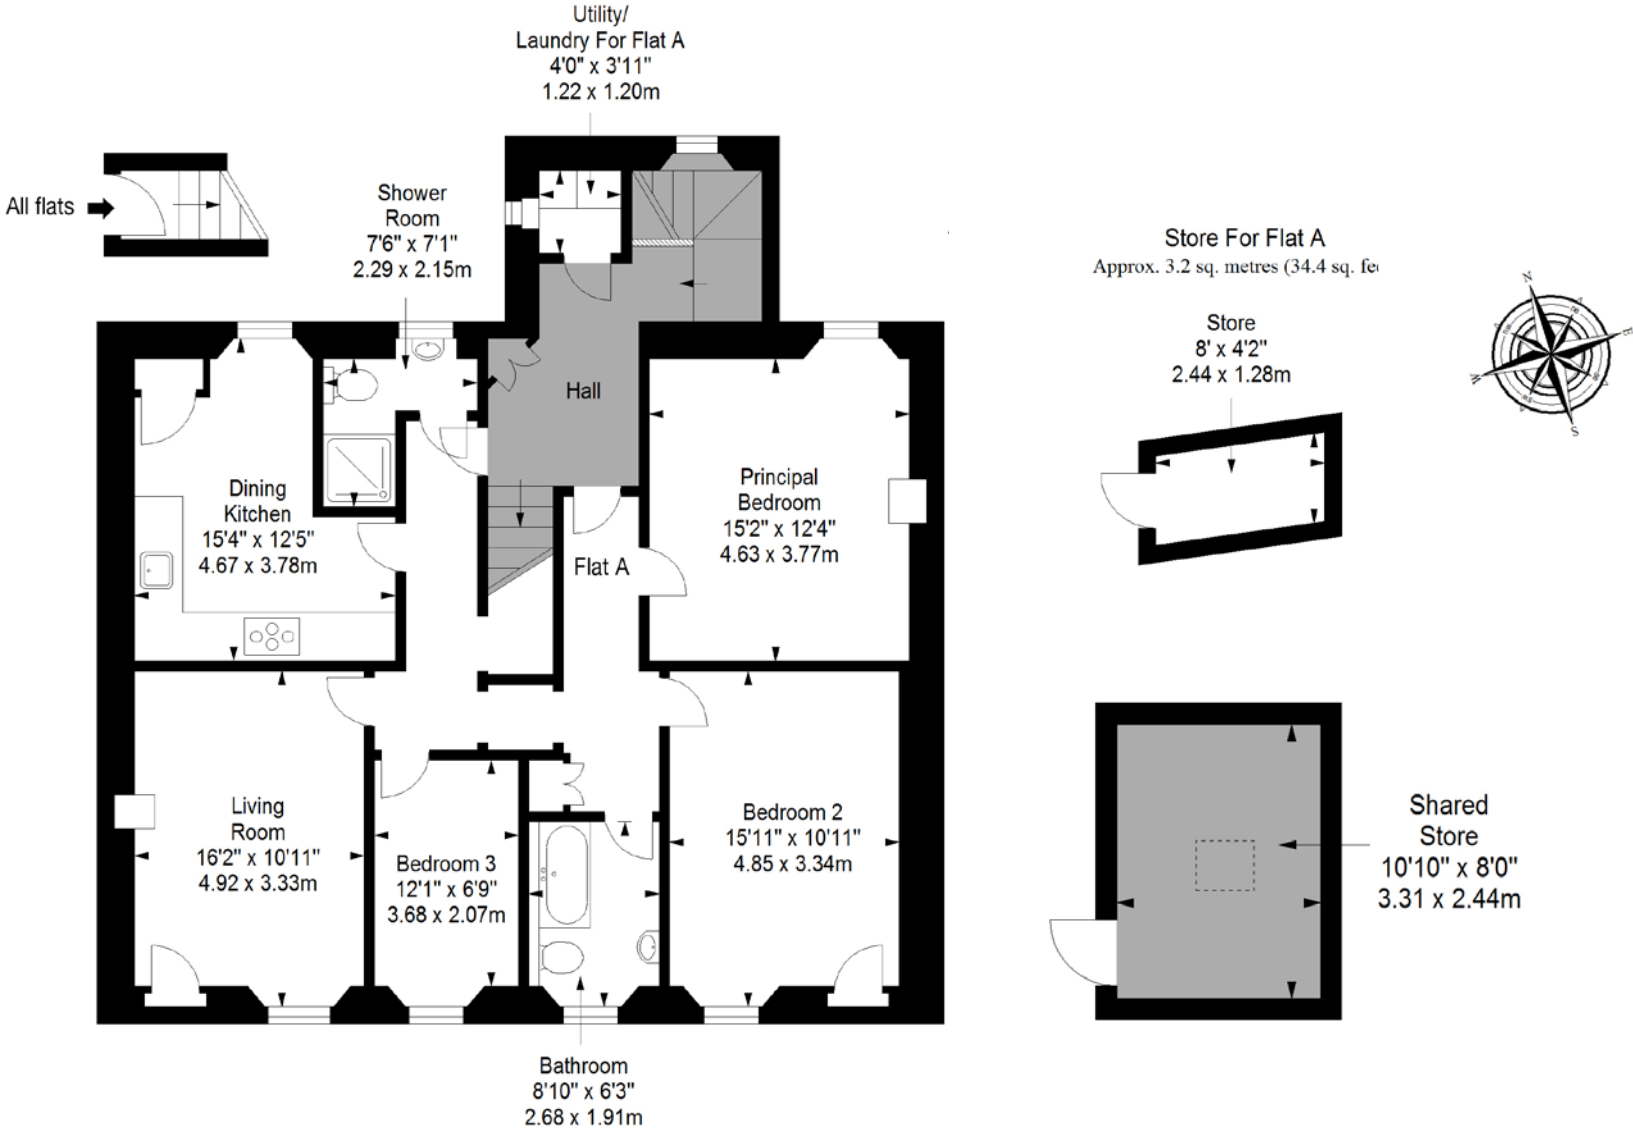 Utility/
Laundry For Flat A
4'0" x 3'11"
1.22 x 1.20m
All flats
Shower
Room
7'6" x 7'1"
2.29 x 2.15m
Hall
Dining
Kitchen
15'4" x 12'5"
4.67 x 3.78m
Principal
Bedroom
15'2" x 12'4"
4.63 x 3.77m
Flat A
Living
Room
16'2" x 10'11"
4.92 x 3.33m
Bedroom 3
12'1" x 6'9"
3.68 x 2.07m
Bedroom 2
15'11" x 10'11"
4.85 x 3.34m
Bathroom
8'10" x 6'3"
2.68 x 1.91m
Store For Flat A
Approx. 3.2 sq. metres (34.4 sq. fe
Store
8' x 4'2"
2.44 x 1.28m
N
E
S
W
Shared
Store
10'10" x 8'0"
3.31 x 2.44m